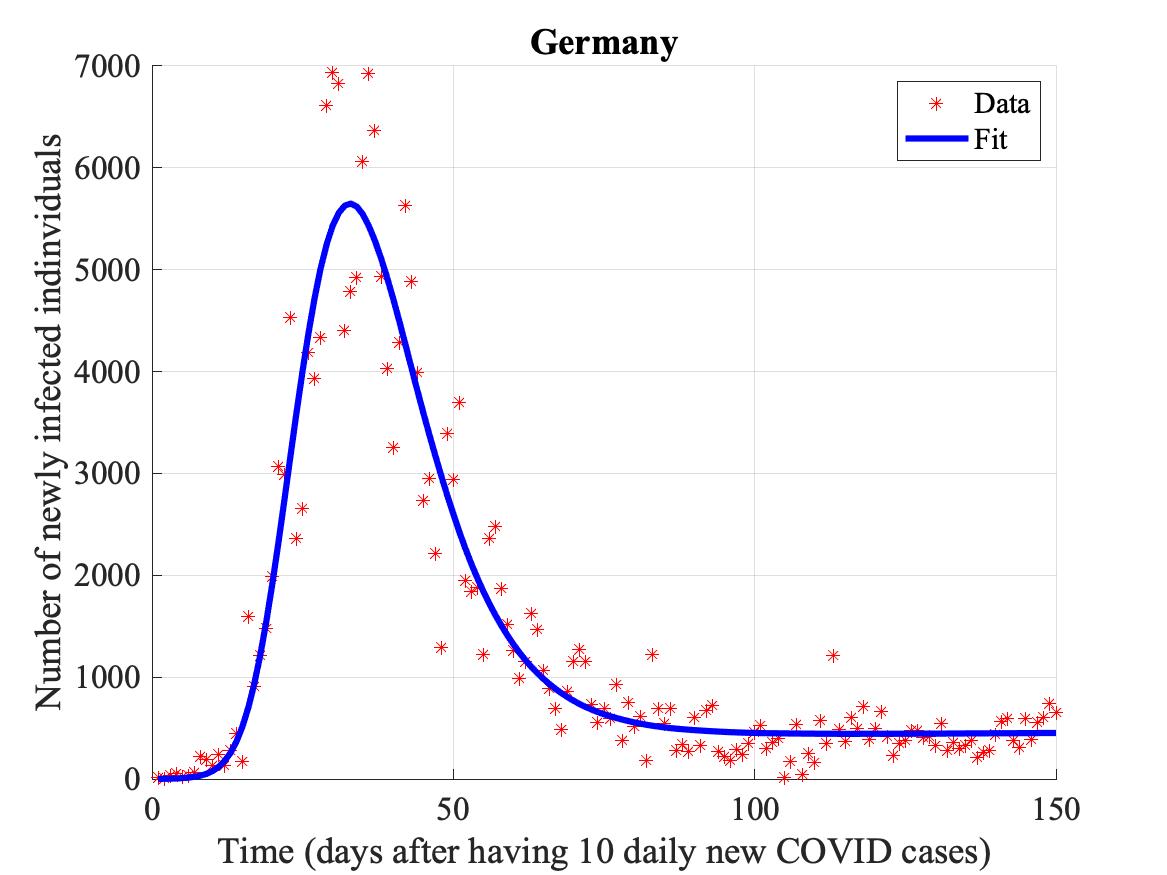 Germany
7000
6000
5000
4000
3000
2000
1000
0
Number of newly infected indinviduals
Data
Fit
0 50 100 150
Time (days after having 10 daily new COVID cases)